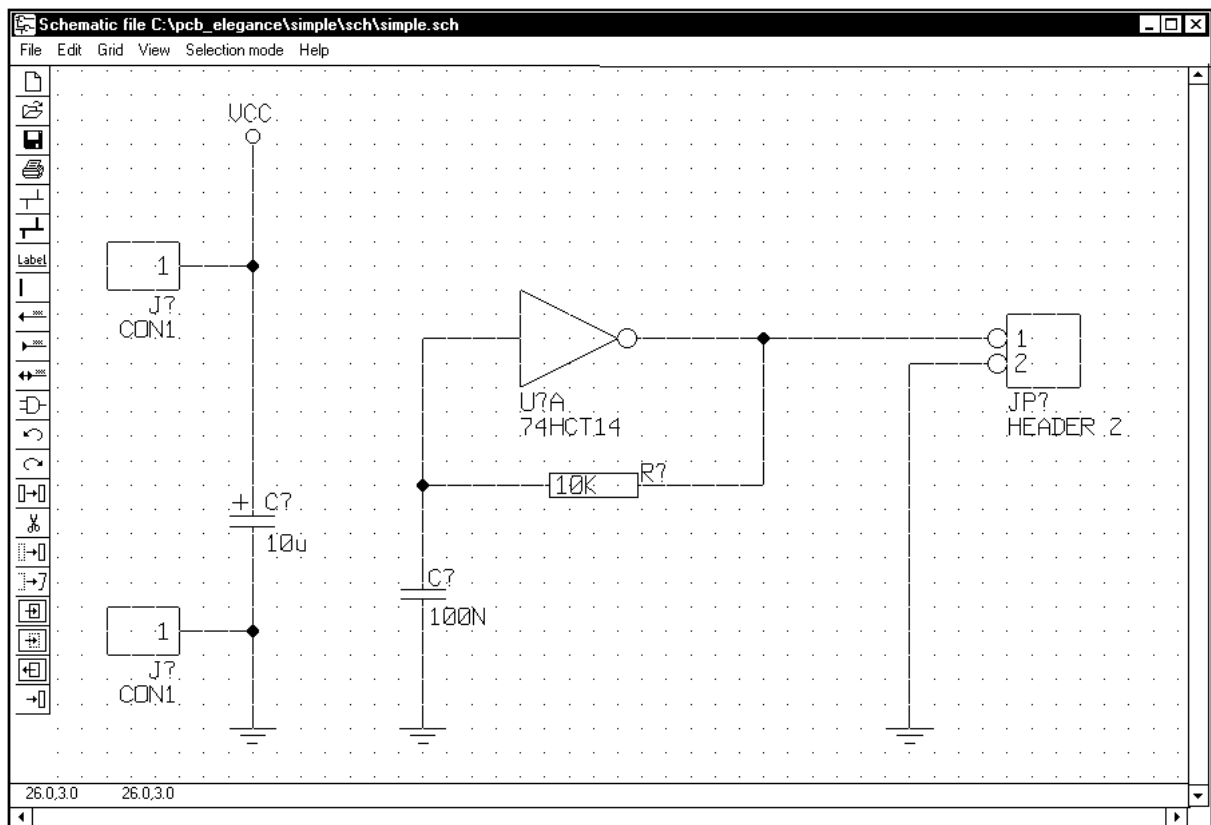 Schematic file C:\pcb_elegance\simple\sch\simple.sch
File Edit Grid View Selection mode Help
Label
VCC
1
J?
CON1
+ C?
10u
1
J?
CON1
U?A
74HCT14
10K
R?
C?
100N
1
2
JP?
HEADER 2
26.0,3.0 26.0,3.0